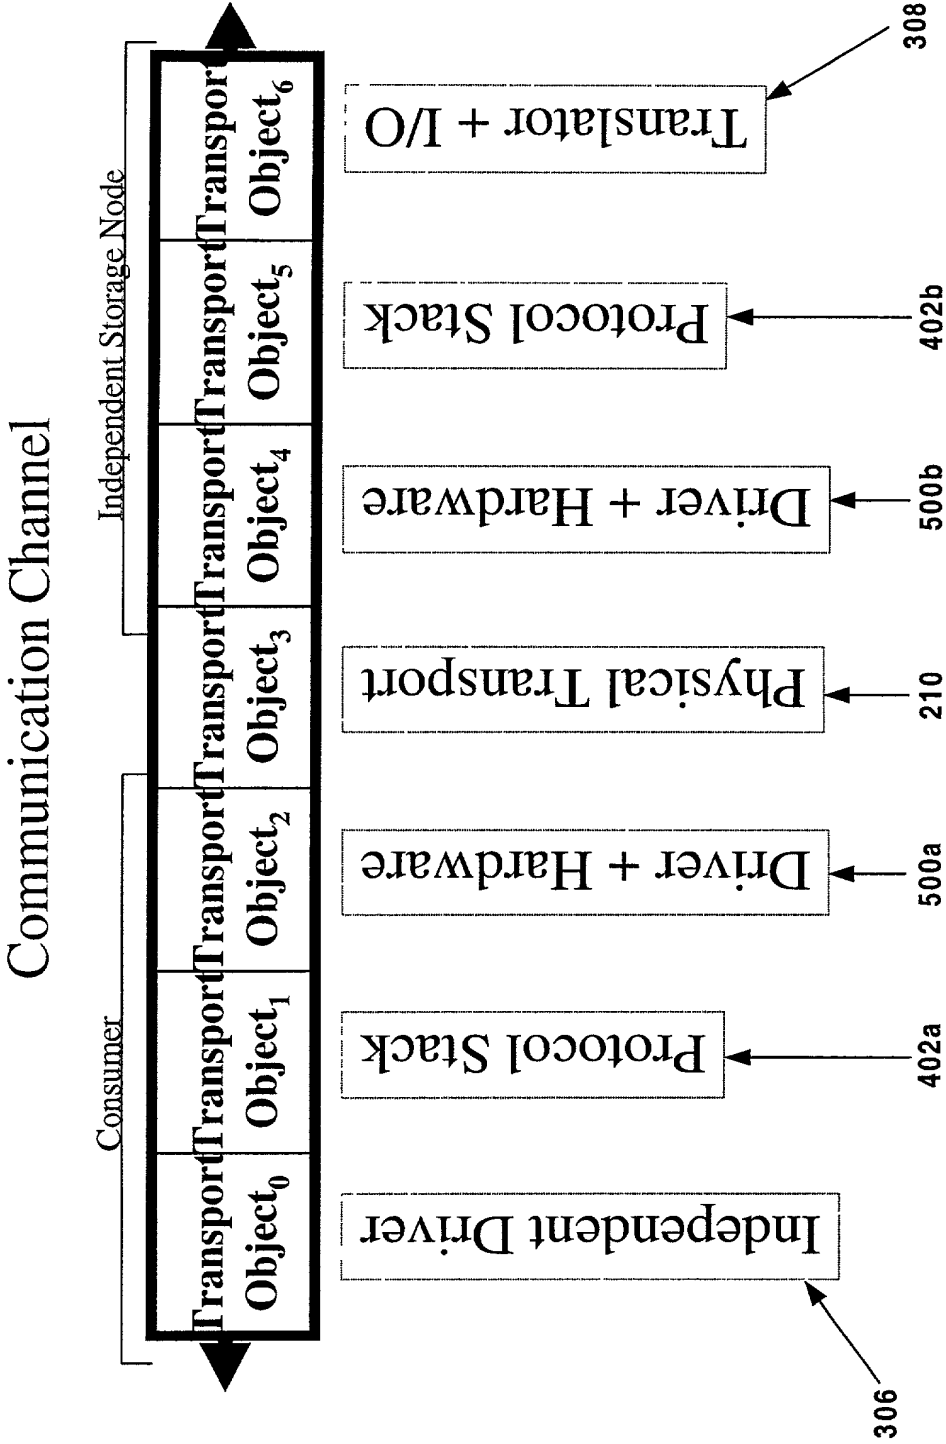 Communication Channel
Consumer
Independent Storage Node
Transport
Object0
Transport
Object1
Transport
Object2
Transport
Object3
Transport
Object4
Transport
Object5
Transport
Object6
Independent Driver
Protocol Stack
Driver + Hardware
Physical Transport
Driver + Hardware
Protocol Stack
Translator + I/O
306
402a
500a
210
500b
402b
308